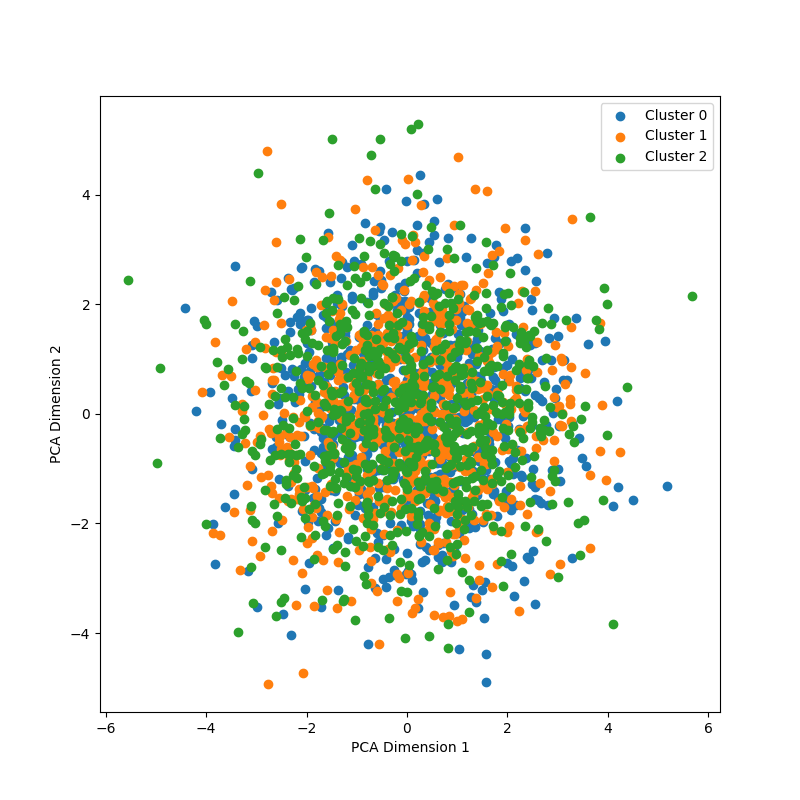 Cluster 0
Cluster 1
Cluster 2
4
2
0
−2
−4
PCA Dimension 2
−6
−4
−2
0
2
4
6
PCA Dimension 1